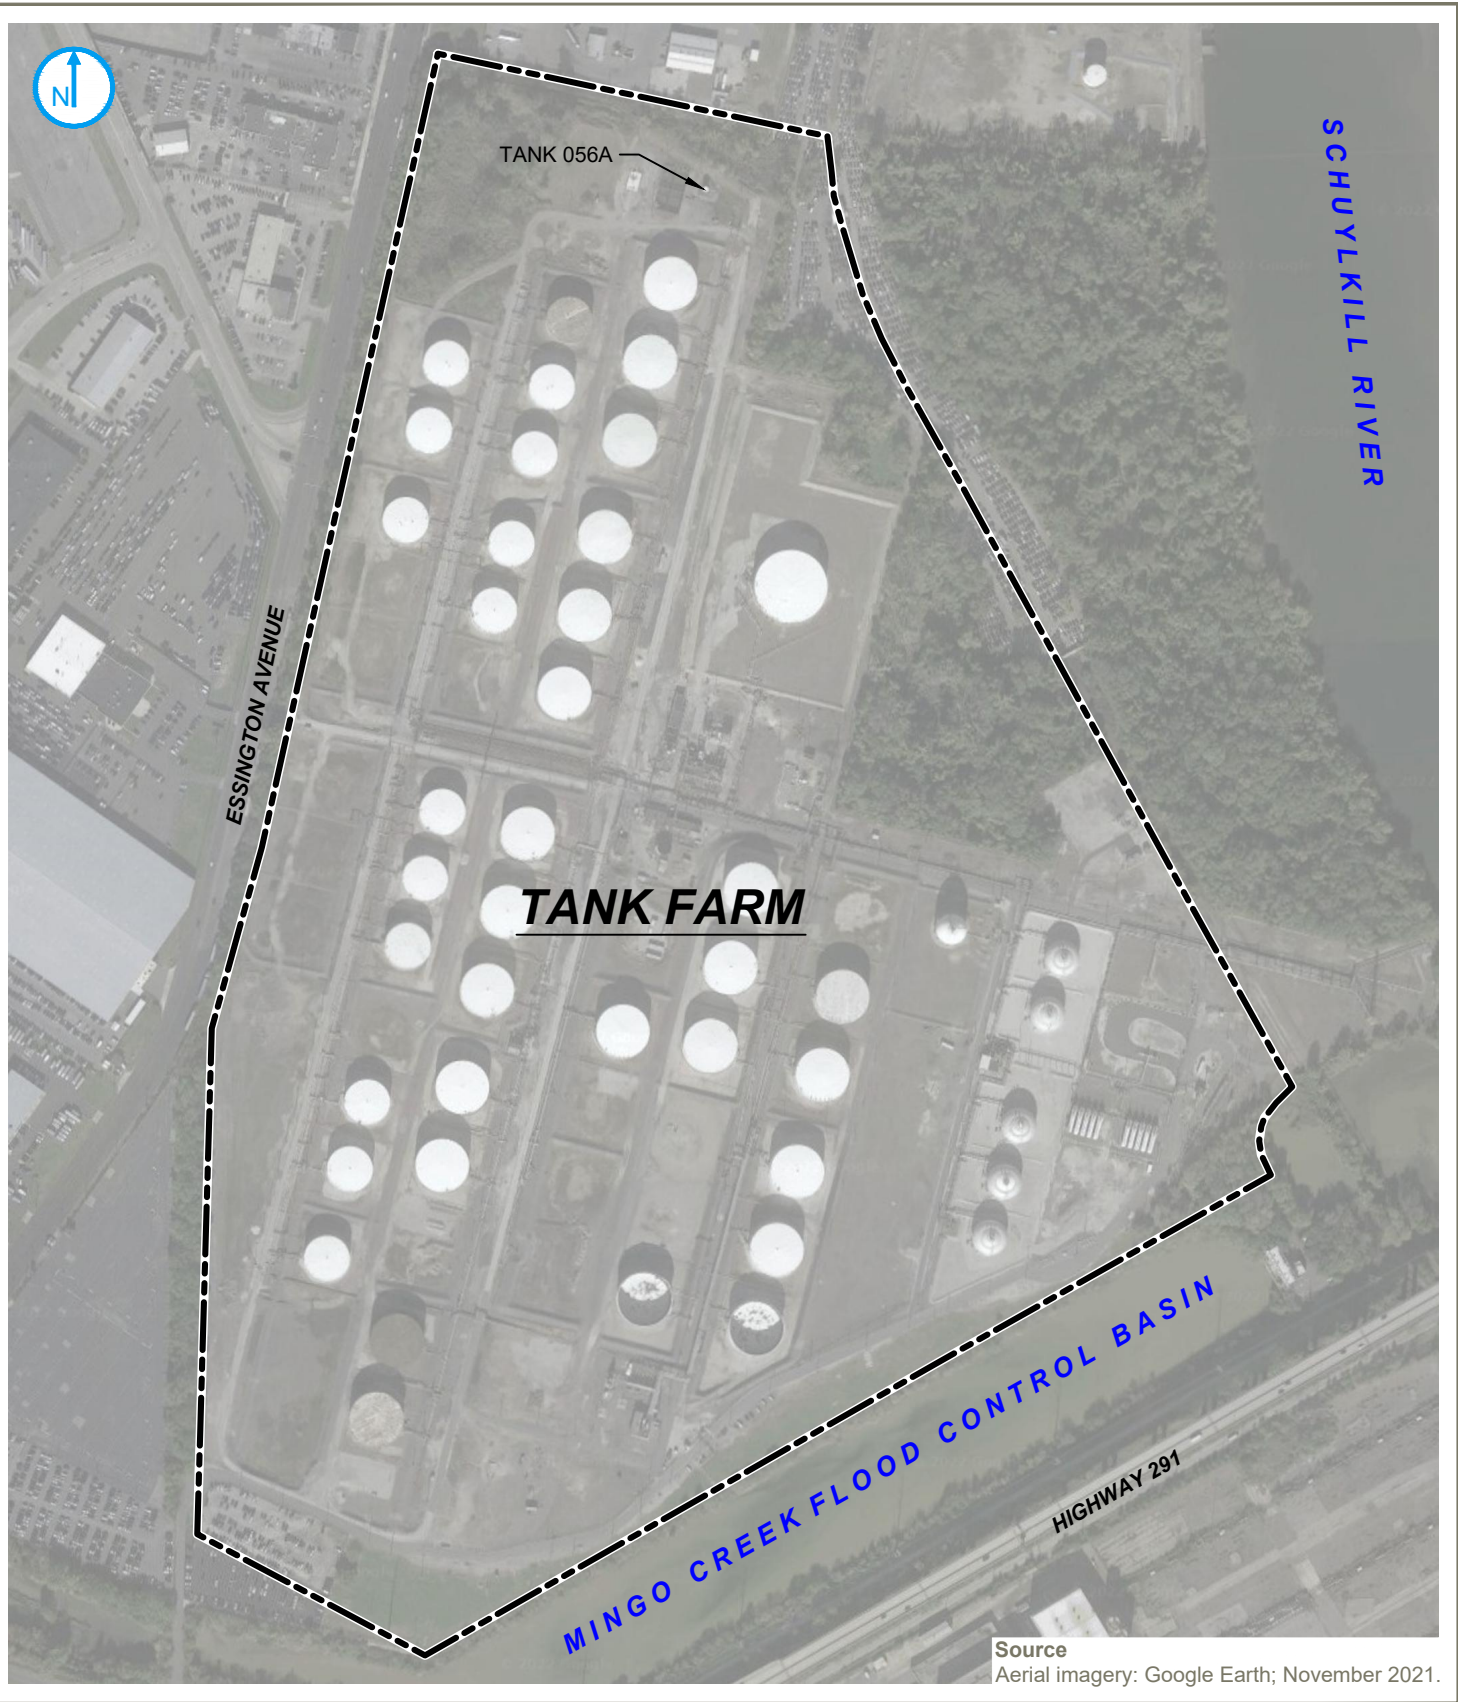 N
TANK 056A
SCHUYLKILL RIVER
ESSINGTON AVENUE
TANK FARM
MINGO CREEK FLOOD CONTROL BASIN
HIGHWAY 291
Source
Aerial imagery: Google Earth; November 2021.